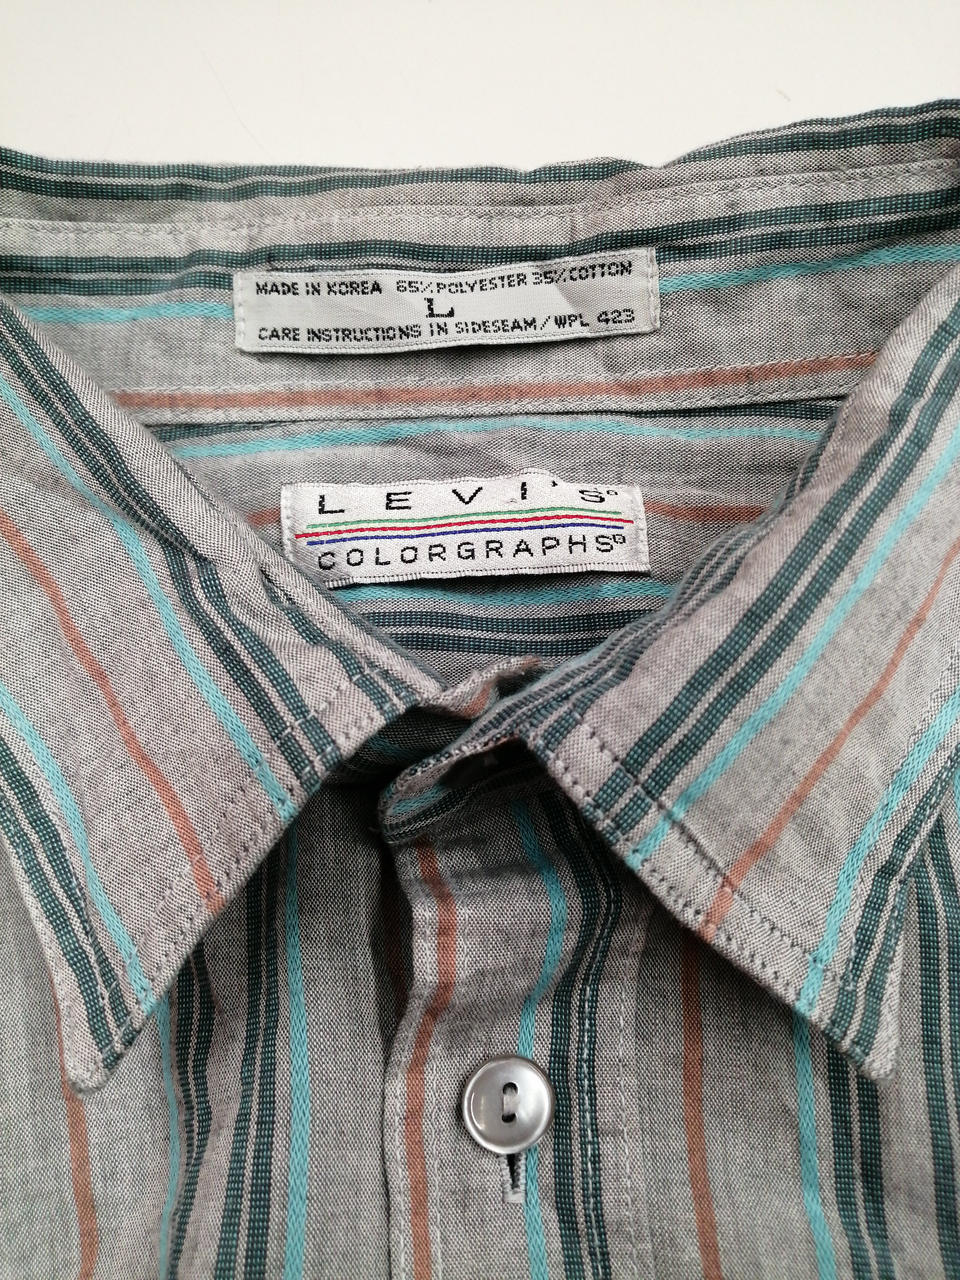 MADE IN KOREA 65% POLYESTER 35% COTTON
L
CARE INSTRUCTIONS IN SIDESEAM/WPL 423
LEVI'S®
COLORGRAPHS®